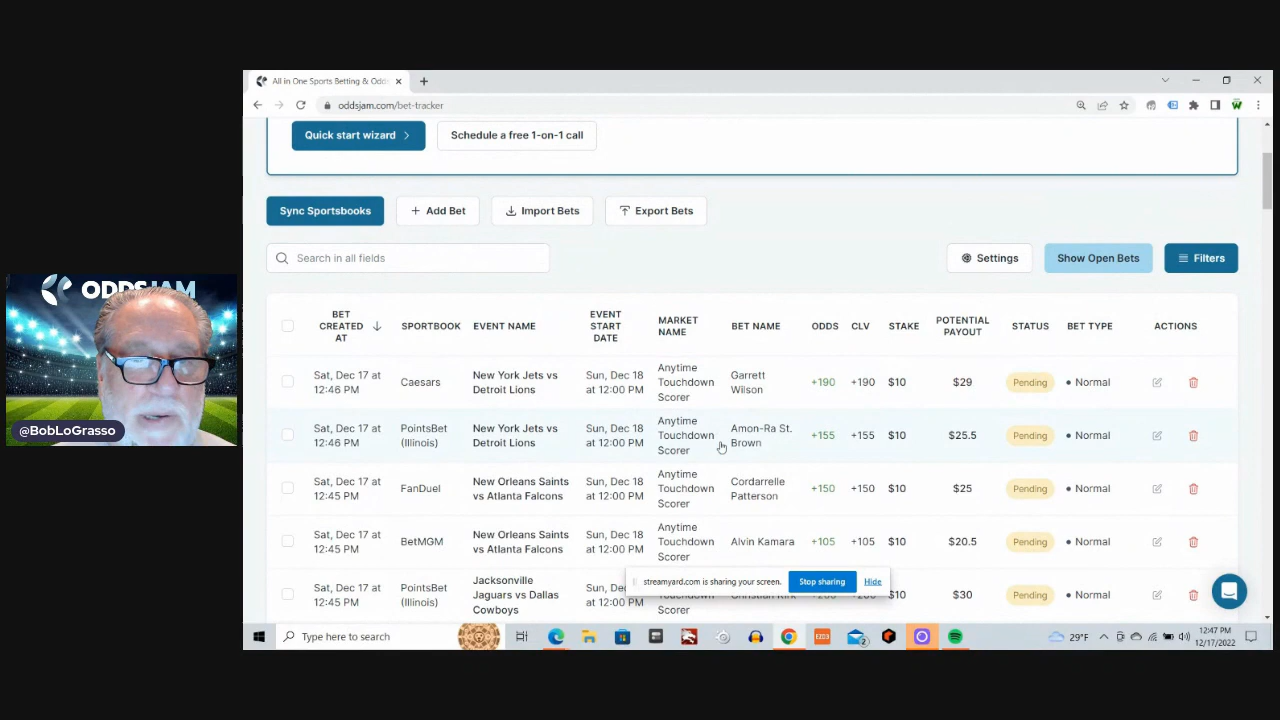 All in One Sports Betting & Odds
oddsjam.com/bet-tracker
Quick start wizard
Schedule a free 1-on-1 call
Sync Sportsbooks
+ Add Bet
Import Bets
Export Bets
Search in all fields
Settings
Show Open Bets
Filters
BET CREATED AT
SPORTBOOK
EVENT NAME
EVENT START DATE
MARKET NAME
BET NAME
ODDS
CLV
STAKE
POTENTIAL PAYOUT
STATUS
BET TYPE
ACTIONS
Sat, Dec 17 at 12:46 PM
Caesars
New York Jets vs Detroit Lions
Sun, Dec 18 at 12:00 PM
Anytime Touchdown Scorer
Garrett Wilson
+190
+190
$10
$29
Pending
Normal
Sat, Dec 17 at 12:46 PM
PointsBet (Illinois)
New York Jets vs Detroit Lions
Sun, Dec 18 at 12:00 PM
Anytime Touchdown Scorer
Amon-Ra St. Brown
+155
+155
$10
$25.5
Pending
Normal
Sat, Dec 17 at 12:45 PM
FanDuel
New Orleans Saints vs Atlanta Falcons
Sun, Dec 18 at 12:00 PM
Anytime Touchdown Scorer
Cordarrelle Patterson
+150
+150
$10
$25
Pending
Normal
Sat, Dec 17 at 12:45 PM
BetMGM
New Orleans Saints vs Atlanta Falcons
Sun, Dec 18 at 12:00 PM
Anytime Touchdown Scorer
Alvin Kamara
+105
+105
$10
$20.5
Pending
Normal
Sat, Dec 17 at 12:45 PM
PointsBet (Illinois)
Jacksonville Jaguars vs Dallas Cowboys
Sun, Dec 18 at 12:00 PM
$10
$30
Pending
Normal
streamyard.com is sharing your screen.
Stop sharing
Hide
ODDSJAM
@BobLoGrasso
Type here to search
29°F
12:47 PM
12/17/2022